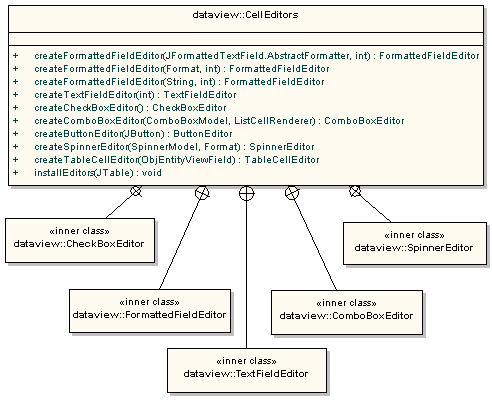 dataview::CellEditors
+ createFormattedFieldEditor(JFormattedTextField.AbstractFormatter, int) : FormattedFieldEditor
+ createFormattedFieldEditor(Format, int) : FormattedFieldEditor
+ createFormattedFieldEditor(String, int) : FormattedFieldEditor
+ createTextFieldEditor(int) : TextFieldEditor
+ createCheckBoxEditor() : CheckBoxEditor
+ createComboBoxEditor(ComboBoxModel, ListCellRenderer) : ComboBoxEditor
+ createButtonEditor(JButton) : ButtonEditor
+ createSpinnerEditor(SpinnerModel, Format) : SpinnerEditor
+ createTableCellEditor(ObjEntityViewField) : TableCellEditor
+ installEditors(JTable) : void
«inner class»
dataview::CheckBoxEditor
«inner class»
dataview::SpinnerEditor
«inner class»
dataview::FormattedFieldEditor
«inner class»
dataview::ComboBoxEditor
«inner class»
dataview::TextFieldEditor